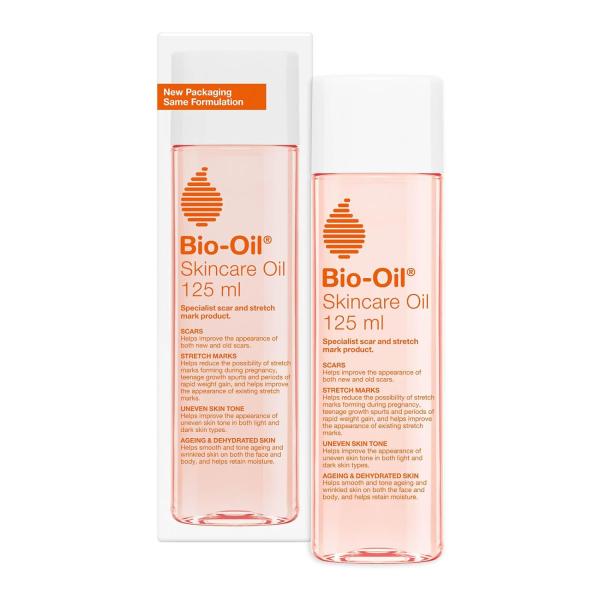 New Packaging
Same Formulation
Bio-Oil®
Skincare Oil
125 ml
Specialist scar and stretch
mark product.
SCARS
Helps improve the appearance of
both new and old scars.
STRETCH MARKS
Helps reduce the possibility of stretch
marks forming during pregnancy,
teenage growth spurts and periods of
rapid weight gain, and helps improve
the appearance of existing stretch
marks.
UNEVEN SKIN TONE
Helps improve the appearance of
uneven skin tone in both light and
dark skin types.
AGEING & DEHYDRATED SKIN
Helps smooth and tone ageing and
wrinkled skin on both the face and
body, and helps retain moisture.
Bio-Oil®
Skincare Oil
125 ml
Specialist scar and stretch
mark product.
SCARS
Helps improve the appearance of
both new and old scars.
STRETCH MARKS
Helps reduce the possibility of stretch
marks forming during pregnancy,
teenage growth spurts and periods of
rapid weight gain, and helps improve
the appearance of existing stretch
marks.
UNEVEN SKIN TONE
Helps improve the appearance of
uneven skin tone in both light and
dark skin types.
AGEING & DEHYDRATED SKIN
Helps smooth and tone ageing and
wrinkled skin on both the face and
body, and helps retain moisture.